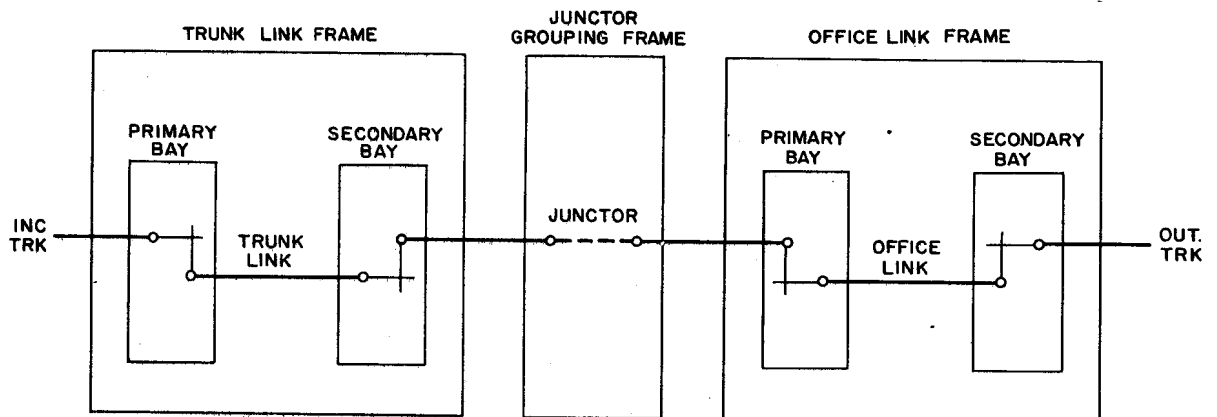 TRUNK LINK FRAME
JUNCTOR
GROUPING FRAME
OFFICE LINK FRAME
PRIMARY
BAY
SECONDARY
BAY
PRIMARY
BAY
SECONDARY
BAY
INC
TRK
TRUNK
LINK
JUNCTOR
OFFICE
LINK
OUT.
TRK